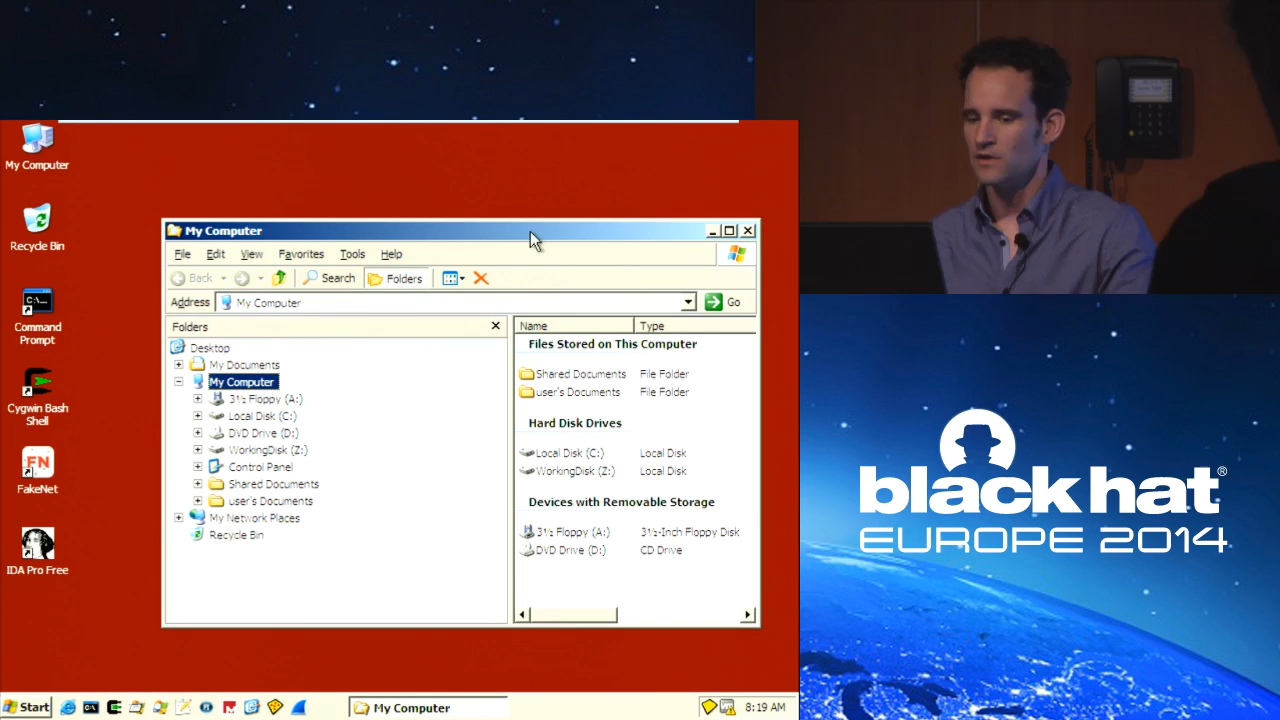 My Computer
Recycle Bin
Command
Prompt
Cygwin Bash
Shell
FN
FakeNet
IDA Pro Free
My Computer
File Edit View Favorites Tools Help
Back Search Folders
Address My Computer Go
Folders
Desktop
My Documents
My Computer
3½ Floppy (A:)
Local Disk (C:)
DVD Drive (D:)
WorkingDisk (Z:)
Control Panel
Shared Documents
user's Documents
My Network Places
Recycle Bin
Name Type
Files Stored on This Computer
Shared Documents File Folder
user's Documents File Folder
Hard Disk Drives
Local Disk (C:) Local Disk
WorkingDisk (Z:) Local Disk
Devices with Removable Storage
3½ Floppy (A:) 3½-Inch Floppy Disk
DVD Drive (D:) CD Drive
Start My Computer 8:19 AM
black hat®
EUROPE 2014